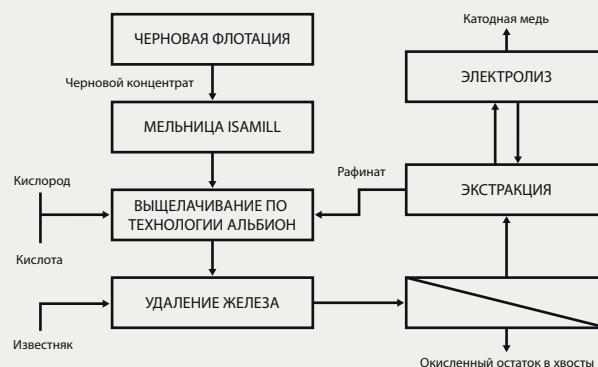 Катодная медь
ЧЕРНОВАЯ ФЛОТАЦИЯ
ЭЛЕКТРОЛИЗ
Черновой концентрат
МЕЛЬНИЦА ISAMILL
Рафинат
Кислород
ВЫЩЕЛАЧИВАНИЕ ПО
ТЕХНОЛОГИИ АЛЬБИОН
ЭКСТРАКЦИЯ
Кислота
УДАЛЕНИЕ ЖЕЛЕЗА
Известняк
Окисленный остаток в хвосты